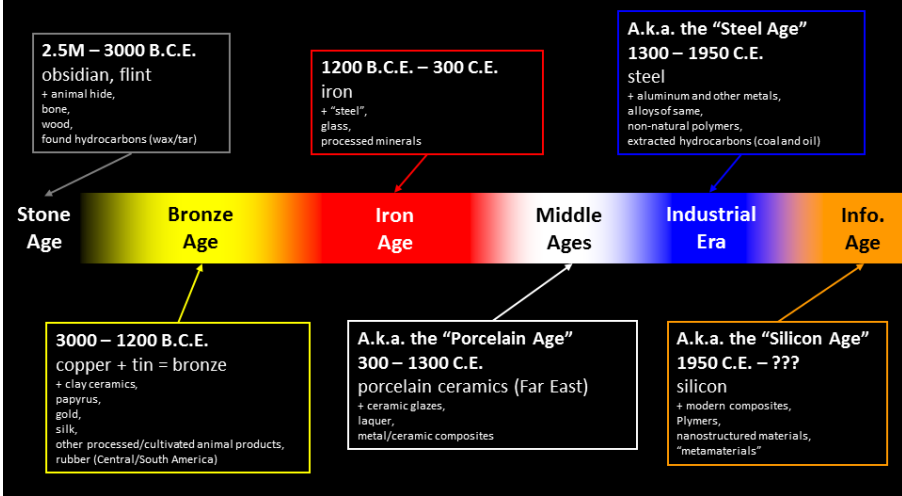 2.5M – 3000 B.C.E.
obsidian, flint
+ animal hide,
bone,
wood,
found hydrocarbons (wax/tar)
1200 B.C.E. – 300 C.E.
iron
+ “steel”,
glass,
processed minerals
A.k.a. the “Steel Age”
1300 – 1950 C.E.
steel
+ aluminum and other metals,
alloys of same,
non-natural polymers,
extracted hydrocarbons (coal and oil)
Stone
Age
Bronze
Age
Iron
Age
Middle
Ages
Industrial
Era
Info.
Age
3000 – 1200 B.C.E.
copper + tin = bronze
+ clay ceramics,
papyrus,
gold,
silk,
other processed/cultivated animal products,
rubber (Central/South America)
A.k.a. the “Porcelain Age”
300 – 1300 C.E.
porcelain ceramics (Far East)
+ ceramic glazes,
laquer,
metal/ceramic composites
A.k.a. the “Silicon Age”
1950 C.E. – ???
silicon
+ modern composites,
Plymers,
nanostructured materials,
“metamaterials”